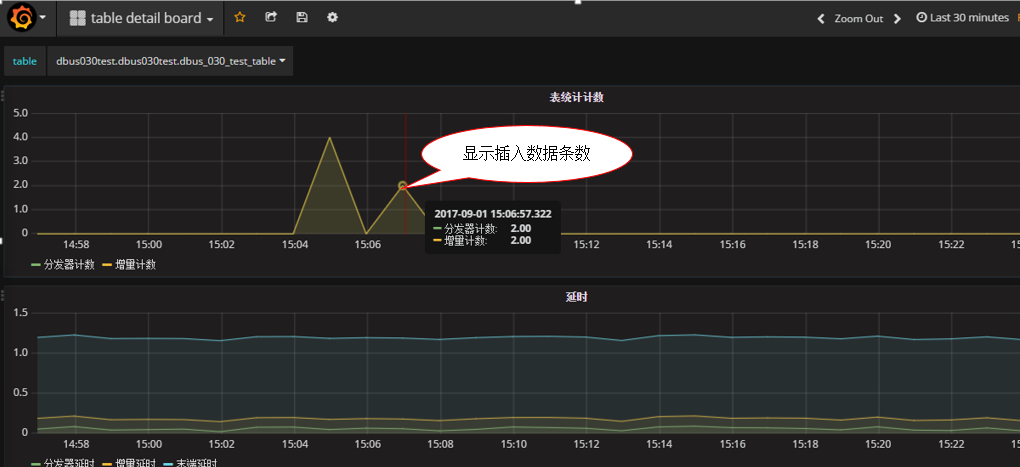 table detail board
Zoom Out
Last 30 minutes
table
dbus030test.dbus030test.dbus_030_test_table
表统计计数
5.0
4.0
3.0
2.0
1.0
0
显示插入数据条数
2017-09-01 15:06:57.322
分发器计数: 2.00
增量计数: 2.00
14:58 15:00 15:02 15:04 15:06 15:12 15:14 15:16 15:18 15:20 15:22
分发器计数 增量计数
延时
1.5
1.0
0.5
0
14:58 15:00 15:02 15:04 15:06 15:08 15:10 15:12 15:14 15:16 15:18 15:20 15:22
分发器延时 增量延时 末端延时